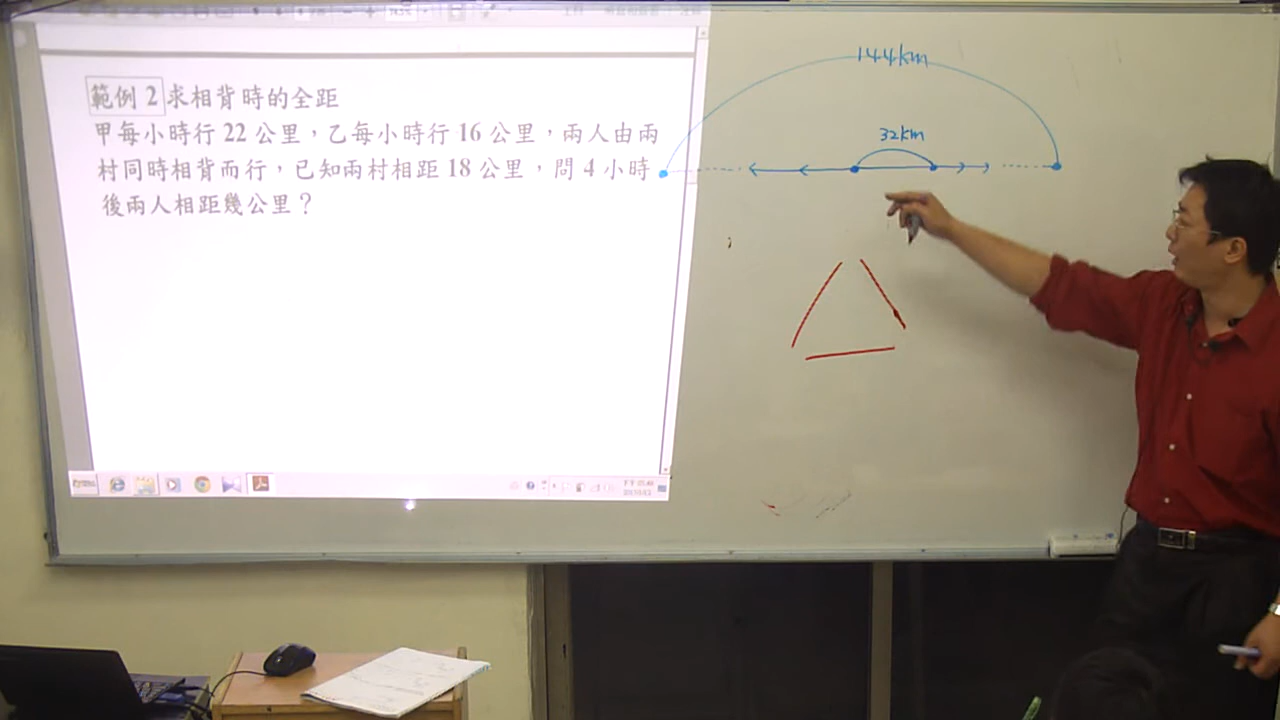 範例 2 求相背時的全距
甲每小時行 22 公里，乙每小時行 16 公里，兩人由兩
村同時相背而行，已知兩村相距 18 公里，問 4 小時
後兩人相距幾公里？
144km
32km